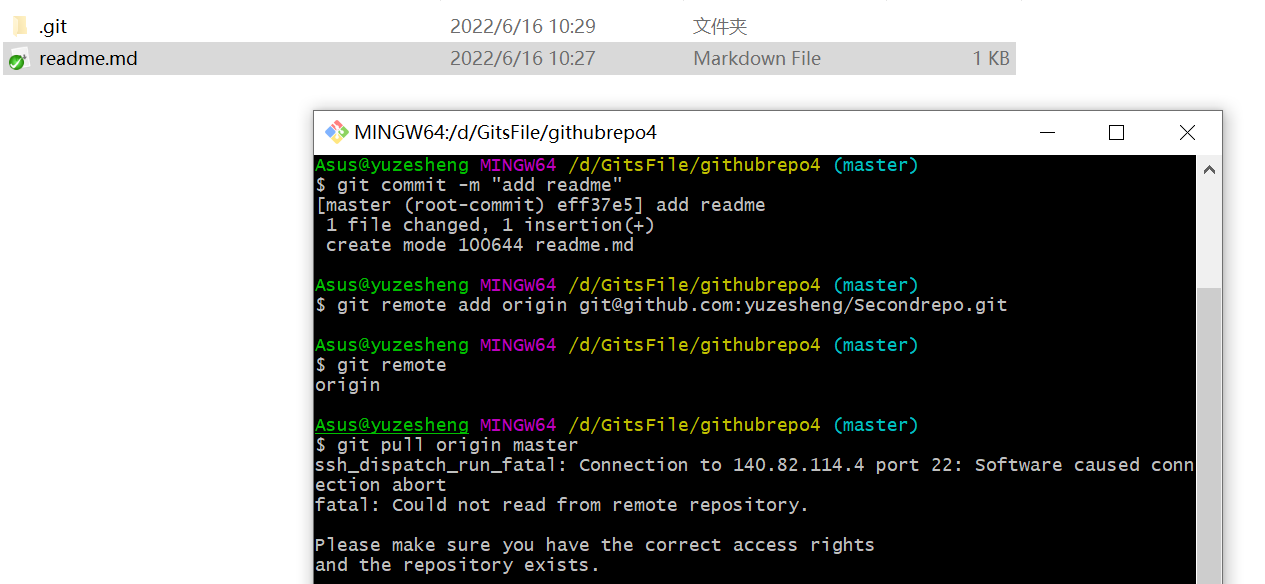 .git 2022/6/16 10:29 文件夹
readme.md 2022/6/16 10:27 Markdown File 1 KB
MINGW64:/d/GitsFile/githubrepo4
Asus@yuzesheng MINGW64 /d/GitsFile/githubrepo4 (master)
$ git commit -m "add readme"
[master (root-commit) eff37e5] add readme
1 file changed, 1 insertion(+)
create mode 100644 readme.md
Asus@yuzesheng MINGW64 /d/GitsFile/githubrepo4 (master)
$ git remote add origin git@github.com:yuzesheng/Secondrepo.git
Asus@yuzesheng MINGW64 /d/GitsFile/githubrepo4 (master)
$ git remote
origin
Asus@yuzesheng MINGW64 /d/GitsFile/githubrepo4 (master)
$ git pull origin master
ssh_dispatch_run_fatal: Connection to 140.82.114.4 port 22: Software caused conn
ection abort
fatal: Could not read from remote repository.
Please make sure you have the correct access rights
and the repository exists.